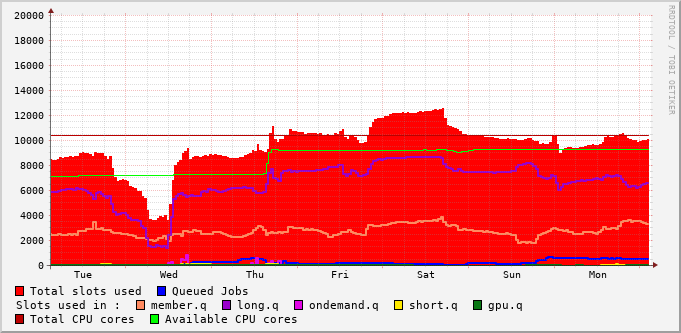 RRDTOOL / TOBI OETIKER
20000
18000
16000
14000
12000
10000
8000
6000
4000
2000
0
Tue Wed Thu Fri Sat Sun Mon
Total slots used Queued Jobs
Slots used in : member.q long.q ondemand.q short.q gpu.q
Total CPU cores Available CPU cores